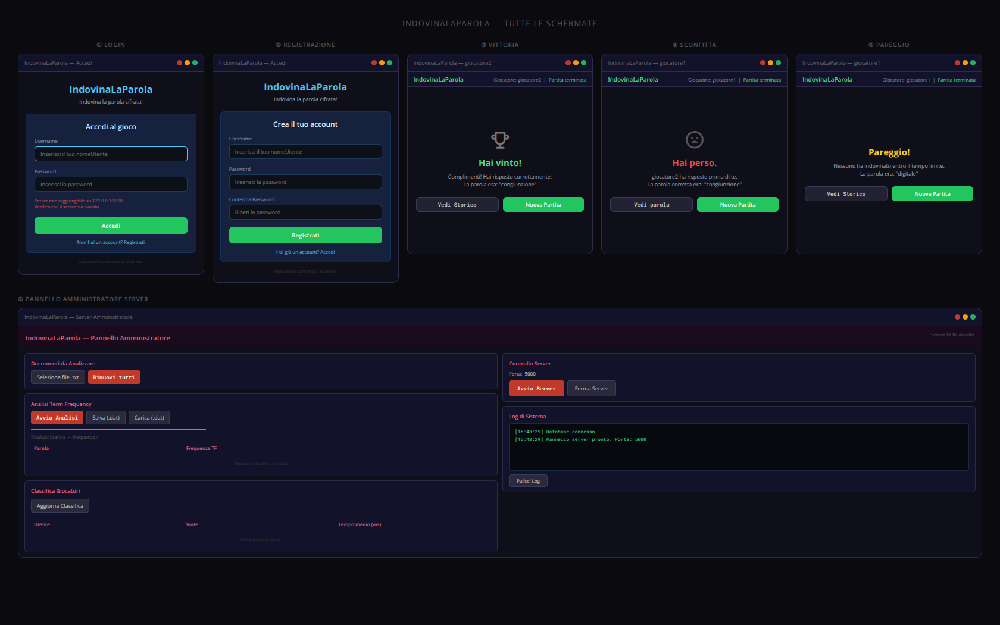 INDOVINALAPAROLA — TUTTE LE SCHERMATE
① LOGIN
IndovinaLaParola — Accedi
IndovinaLaParola
Indovina la parola cifrata!
Accedi al gioco
Username
Inserisci il tuo nomeUtente
Password
Inserisci la password
Server non raggiungibile su 127.0.0.1:5000.
Verifica che il server sia avviato.
Accedi
Non hai un account? Registrati
Impossibile connettersi al server.
② REGISTRAZIONE
IndovinaLaParola — Accedi
IndovinaLaParola
Indovina la parola cifrata!
Crea il tuo account
Username
Inserisci il tuo nomeUtente
Password
Inserisci la password
Conferma Password
Ripeti la password
Registrati
Hai già un account? Accedi
Impossibile connettersi al server.
③ VITTORIA
IndovinaLaParola — giocatore2
IndovinaLaParola Giocatore: giocatore2 | Partita terminata
Hai vinto!
Complimenti! Hai risposto correttamente.
La parola era: "congiunzione"
Vedi Storico Nuova Partita
④ SCONFITTA
IndovinaLaParola — giocatore1
IndovinaLaParola Giocatore: giocatore1 | Partita terminata
Hai perso.
giocatore2 ha risposto prima di te.
La parola corretta era: "congiunzione"
Vedi parola Nuova Partita
⑤ PAREGGIO
IndovinaLaParola — giocatore1
IndovinaLaParola Giocatore: giocatore1 | Partita terminata
Pareggio!
Nessuno ha indovinato entro il tempo limite.
La parola era: "digitale"
Vedi Storico Nuova Partita
⑥ PANNELLO AMMINISTRATORE SERVER
IndovinaLaParola — Server Amministratore
IndovinaLaParola — Pannello Amministratore Server NON avviato
Documenti da Analizzare
Seleziona file .txt Rimuovi tutti
Analisi Term Frequency
Avvia Analisi Salva (.dat) Carica (.dat)
Risultati (parola — frequenza):
Parola Frequenza TF
Nessuna analisi caricata.
Classifica Giocatori
Aggiorna Classifica
Utente Vinte Tempo medio (ms)
Nessuna statistica.
Controllo Server
Porta: 5000
Avvia Server Ferma Server
Log di Sistema
[16:43:29] Database connesso.
[16:43:29] Pannello server pronto. Porta: 5000
Pulisci Log